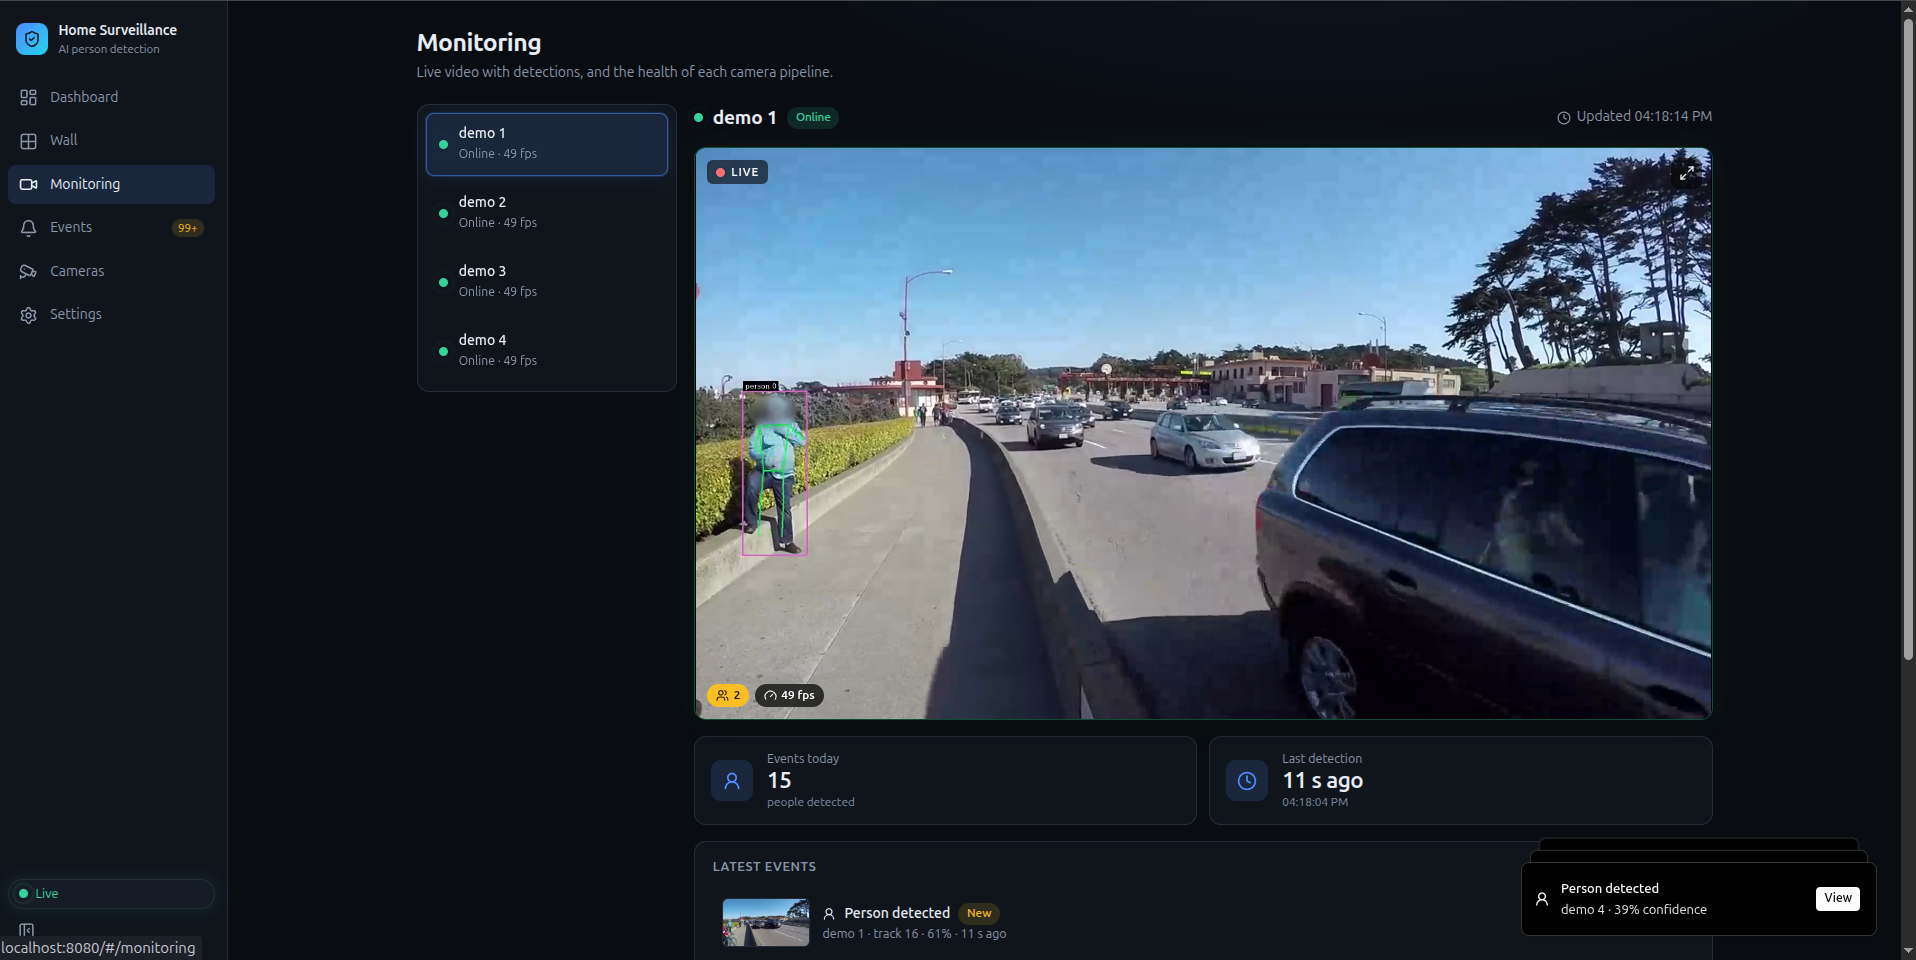 Home Surveillance
AI person detection
Dashboard
Wall
Monitoring
Events 99+
Cameras
Settings
Live
localhost:8080/#/monitoring
Monitoring
Live video with detections, and the health of each camera pipeline.
demo 1
Online · 49 fps
demo 2
Online · 49 fps
demo 3
Online · 49 fps
demo 4
Online · 49 fps
demo 1 Online
Updated 04:18:14 PM
LIVE
person 0
2 49 fps
Events today
15
people detected
Last detection
11 s ago
04:18:04 PM
LATEST EVENTS
Person detected New
demo 1 · track 16 · 61% · 11 s ago
Person detected
demo 4 · 39% confidence
View